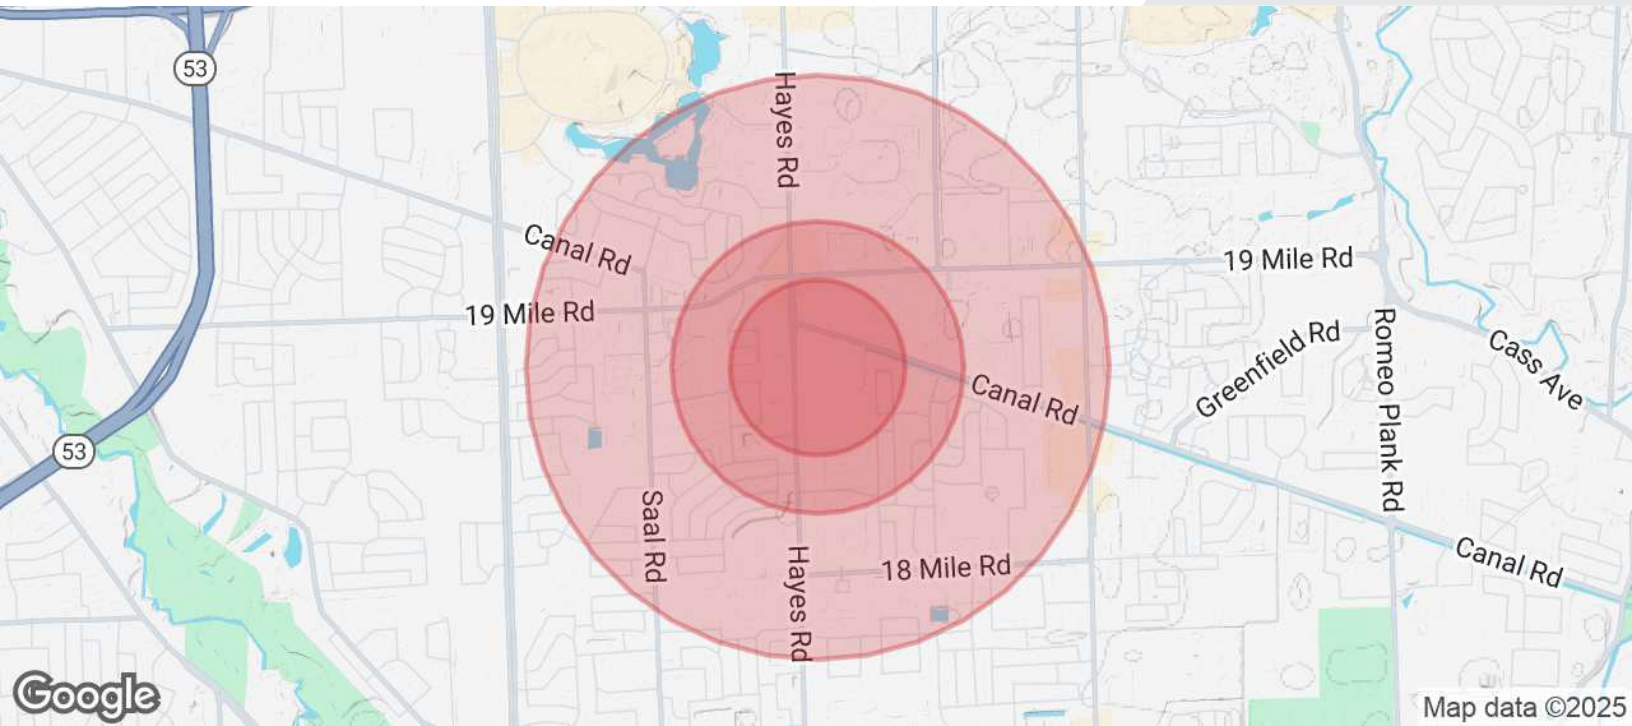 53
Hayes Rd
Canal Rd
19 Mile Rd
19 Mile Rd
Greenfield Rd
Romeo Plank Rd
Cass Ave
Canal Rd
53
Saal Rd
Hayes Rd
18 Mile Rd
Canal Rd
Google
Map data ©2025